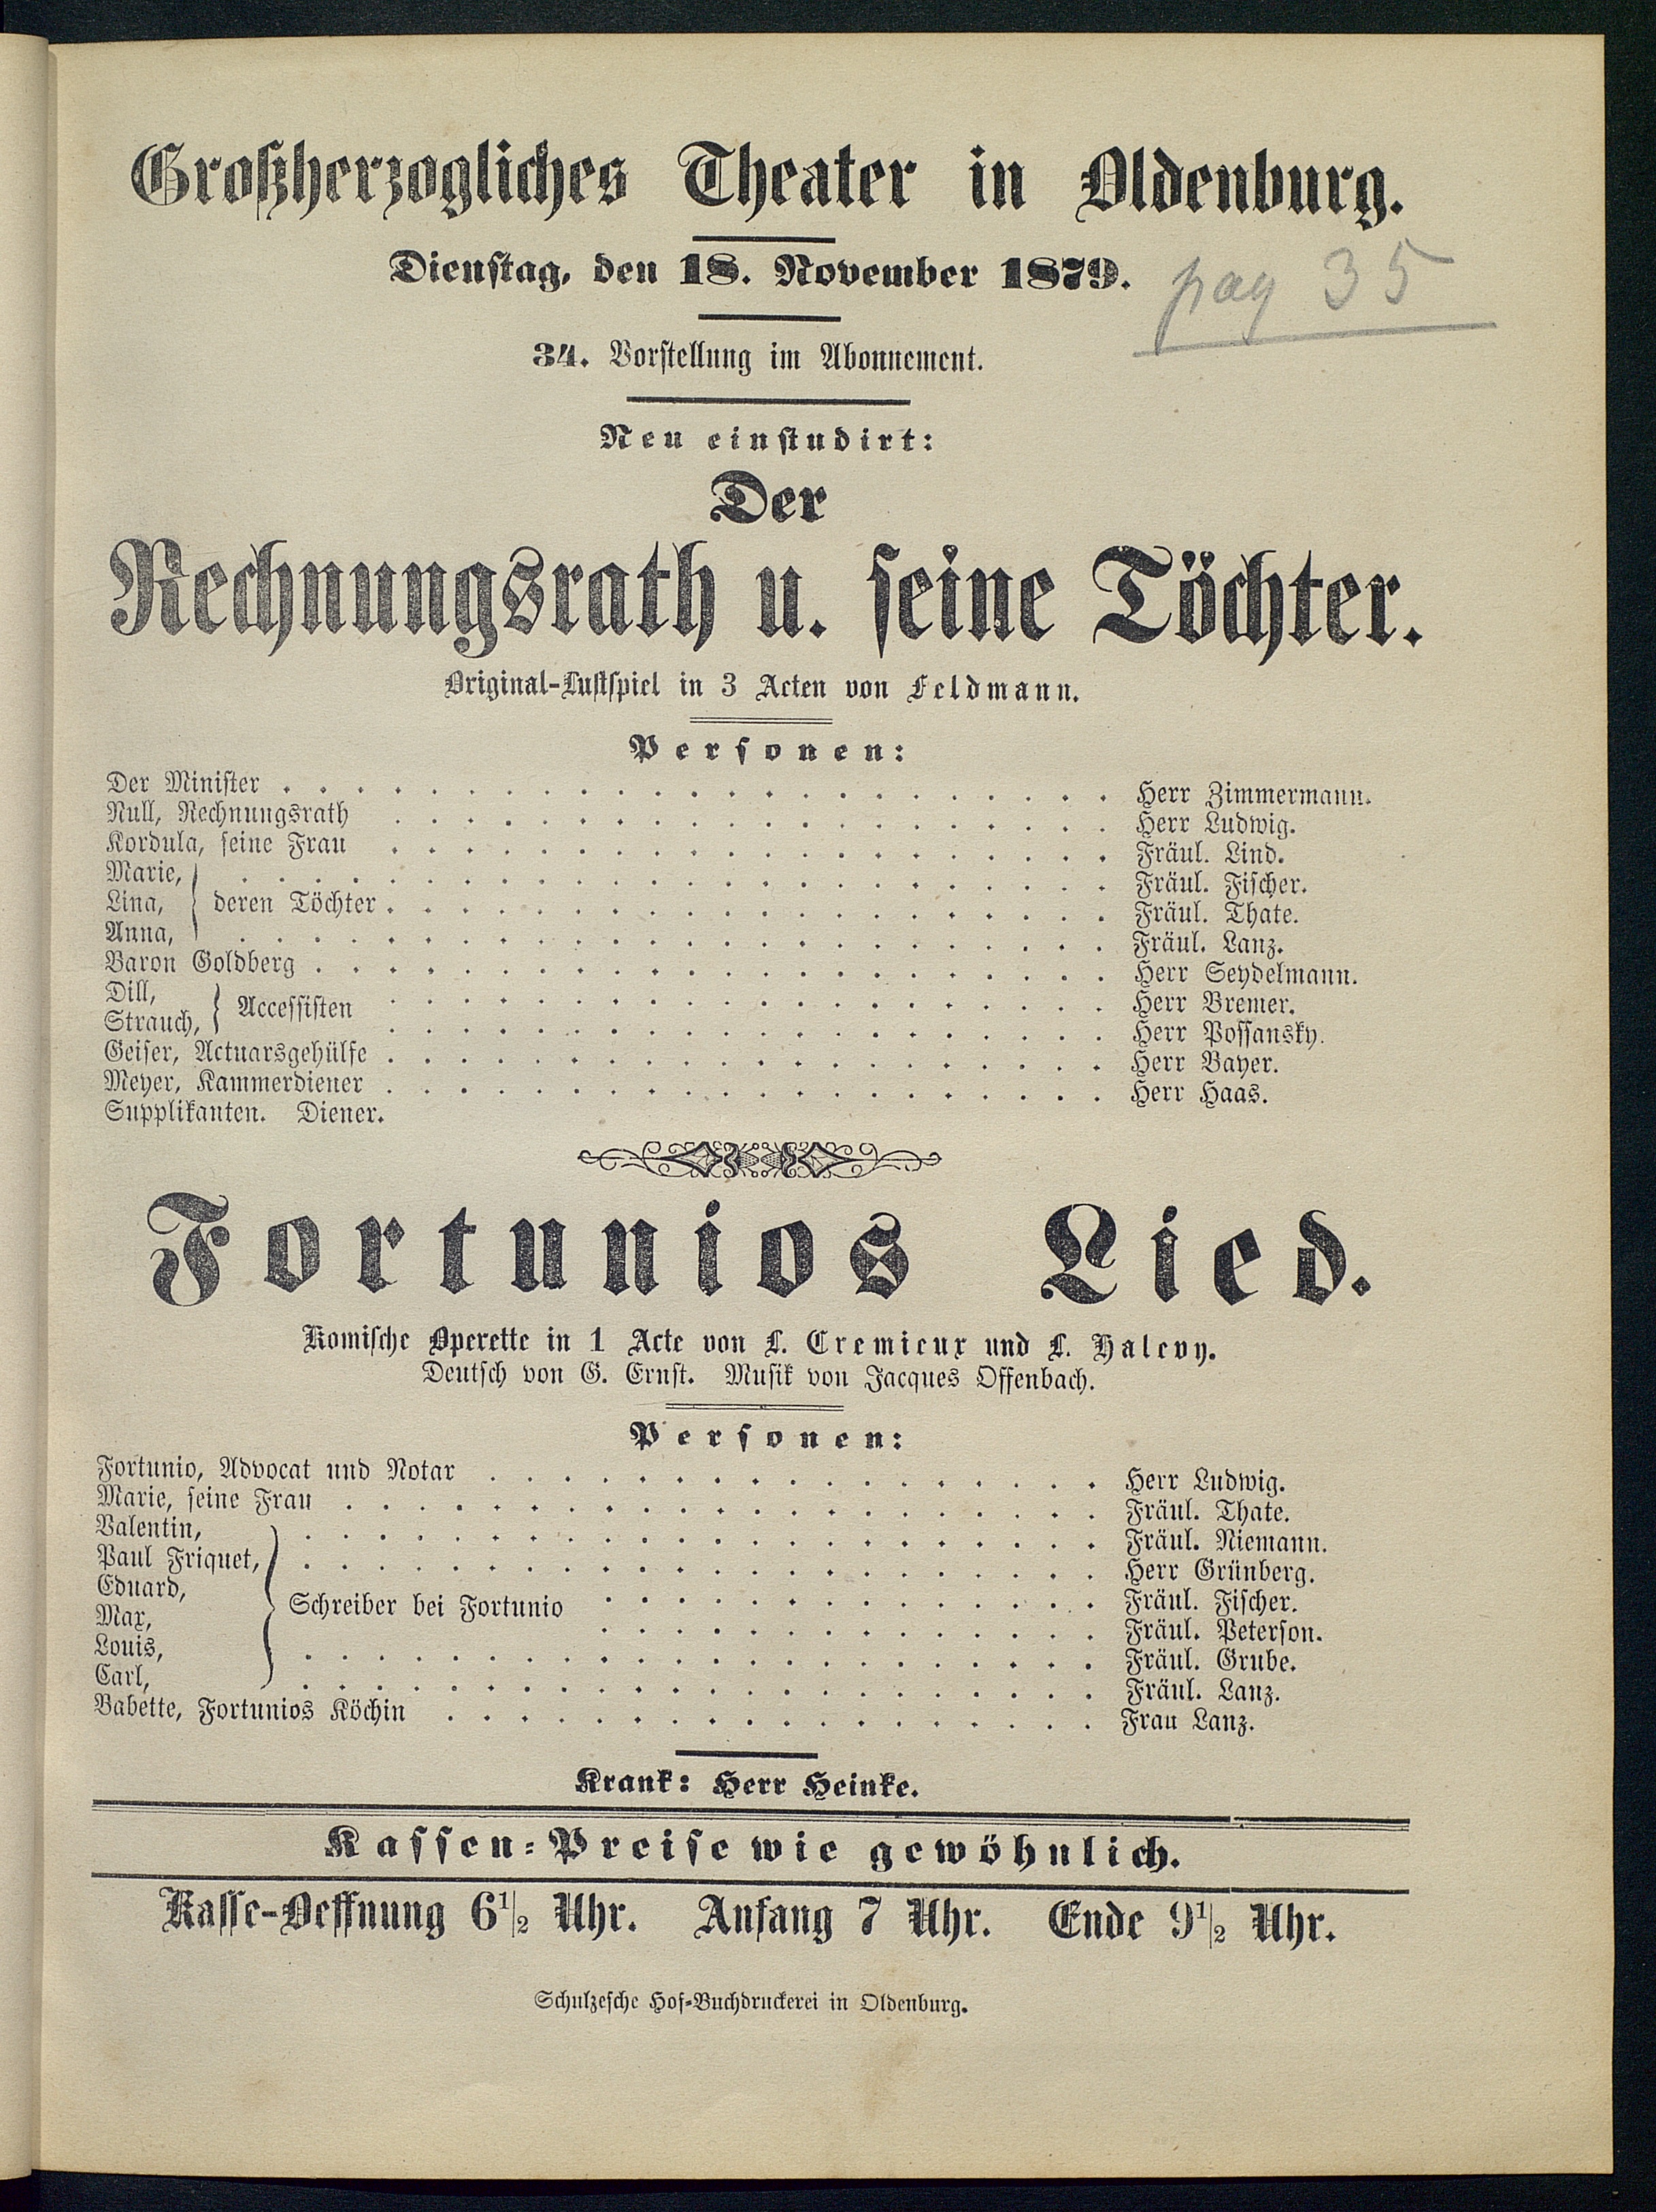 Großherzogliches Theater in Oldenburg.
Dienstag, den 18. November 1879.
pag 35
34. Vorstellung im Abonnement.
Neu einstudirt:
Der
Rechnungsrath u. seine Töchter.
Original-Lustspiel in 3 Acten von Feldmann.
Personen:
Der Minister . . . . . . . . . . Herr Zimmermann.
Null, Rechnungsrath . . . . . . . . . . Herr Ludwig.
Kordula, seine Frau . . . . . . . . . . Fräul. Lind.
Marie, . . . . . . . . . . Fräul. Fischer.
Lina, } deren Töchter . . . . . . . . . . Fräul. Thate.
Anna, . . . . . . . . . . Fräul. Lanz.
Baron Goldberg . . . . . . . . . . Herr Seydelmann.
Dill, } Accessisten . . . . . . . . . . Herr Bremer.
Strauch, . . . . . . . . . . Herr Possansky.
Geiser, Actuarsgehülfe . . . . . . . . . . Herr Bayer.
Meyer, Kammerdiener . . . . . . . . . . Herr Haas.
Supplikanten. Diener.
Fortunios Lied.
Komische Operette in 1 Acte von L. Cremieux und L. Halevy.
Deutsch von G. Ernst. Musik von Jacques Offenbach.
Personen:
Fortunio, Advocat und Notar . . . . . . . . . . Herr Ludwig.
Marie, seine Frau . . . . . . . . . . Fräul. Thate.
Valentin, . . . . . . . . . . Fräul. Niemann.
Paul Friquet, . . . . . . . . . . Herr Grünberg.
Eduard, } Schreiber bei Fortunio . . . . . . . . . . Fräul. Fischer.
Max, . . . . . . . . . . Fräul. Peterson.
Louis, . . . . . . . . . . Fräul. Grube.
Carl, . . . . . . . . . . Fräul. Lanz.
Babette, Fortunios Köchin . . . . . . . . . . Frau Lanz.
Krank: Herr Heinke.
Kassen-Preise wie gewöhnlich.
Kasse-Oeffnung 6 1/2 Uhr. Anfang 7 Uhr. Ende 9 1/2 Uhr.
Schulzesche Hof-Buchdruckerei in Oldenburg.